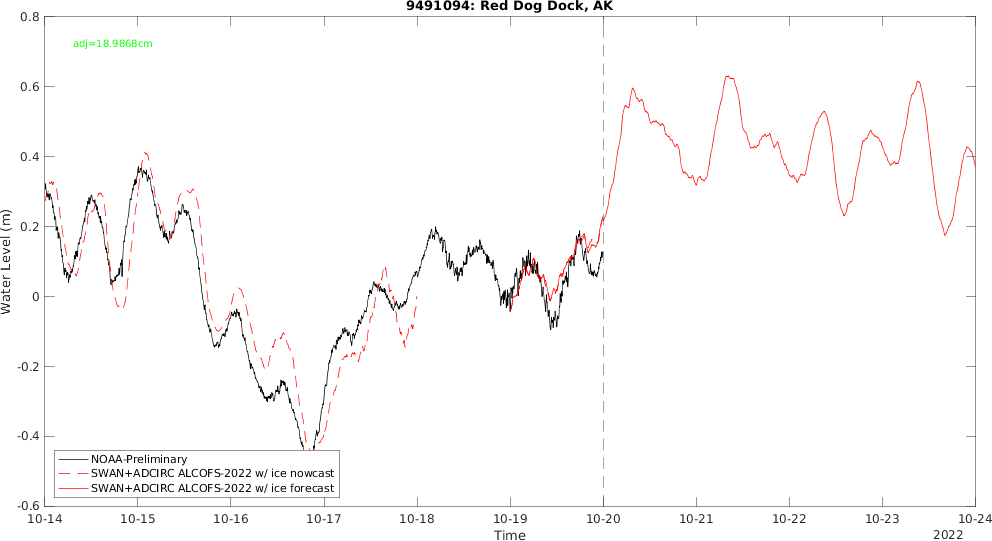 9491094: Red Dog Dock, AK
adj=18.9868cm
0.8
0.6
0.4
0.2
0
-0.2
-0.4
-0.6
Water Level (m)
NOAA-Preliminary
SWAN+ADCIRC ALCOFS-2022 w/ ice nowcast
SWAN+ADCIRC ALCOFS-2022 w/ ice forecast
10-14 10-15 10-16 10-17 10-18 10-19 10-20 10-21 10-22 10-23 10-24
Time
2022